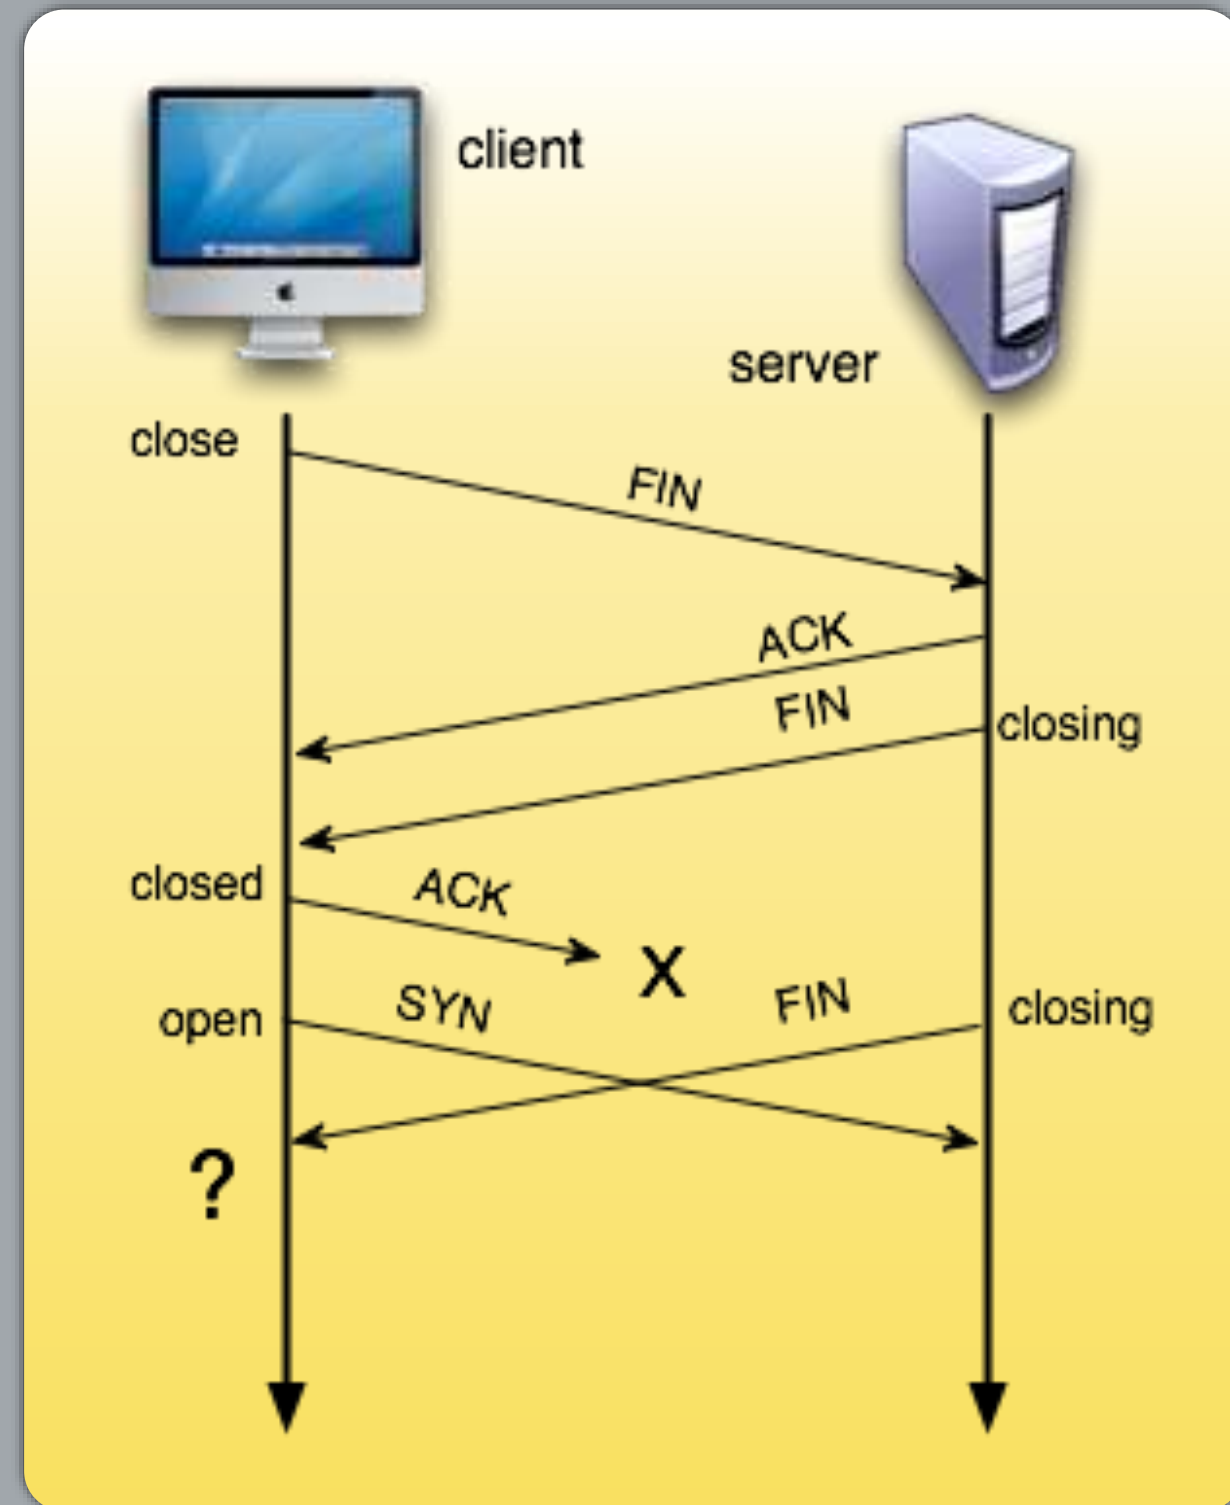 client
server
close
FIN
ACK
FIN
closing
closed
ACK
X
SYN
FIN
closing
open
?